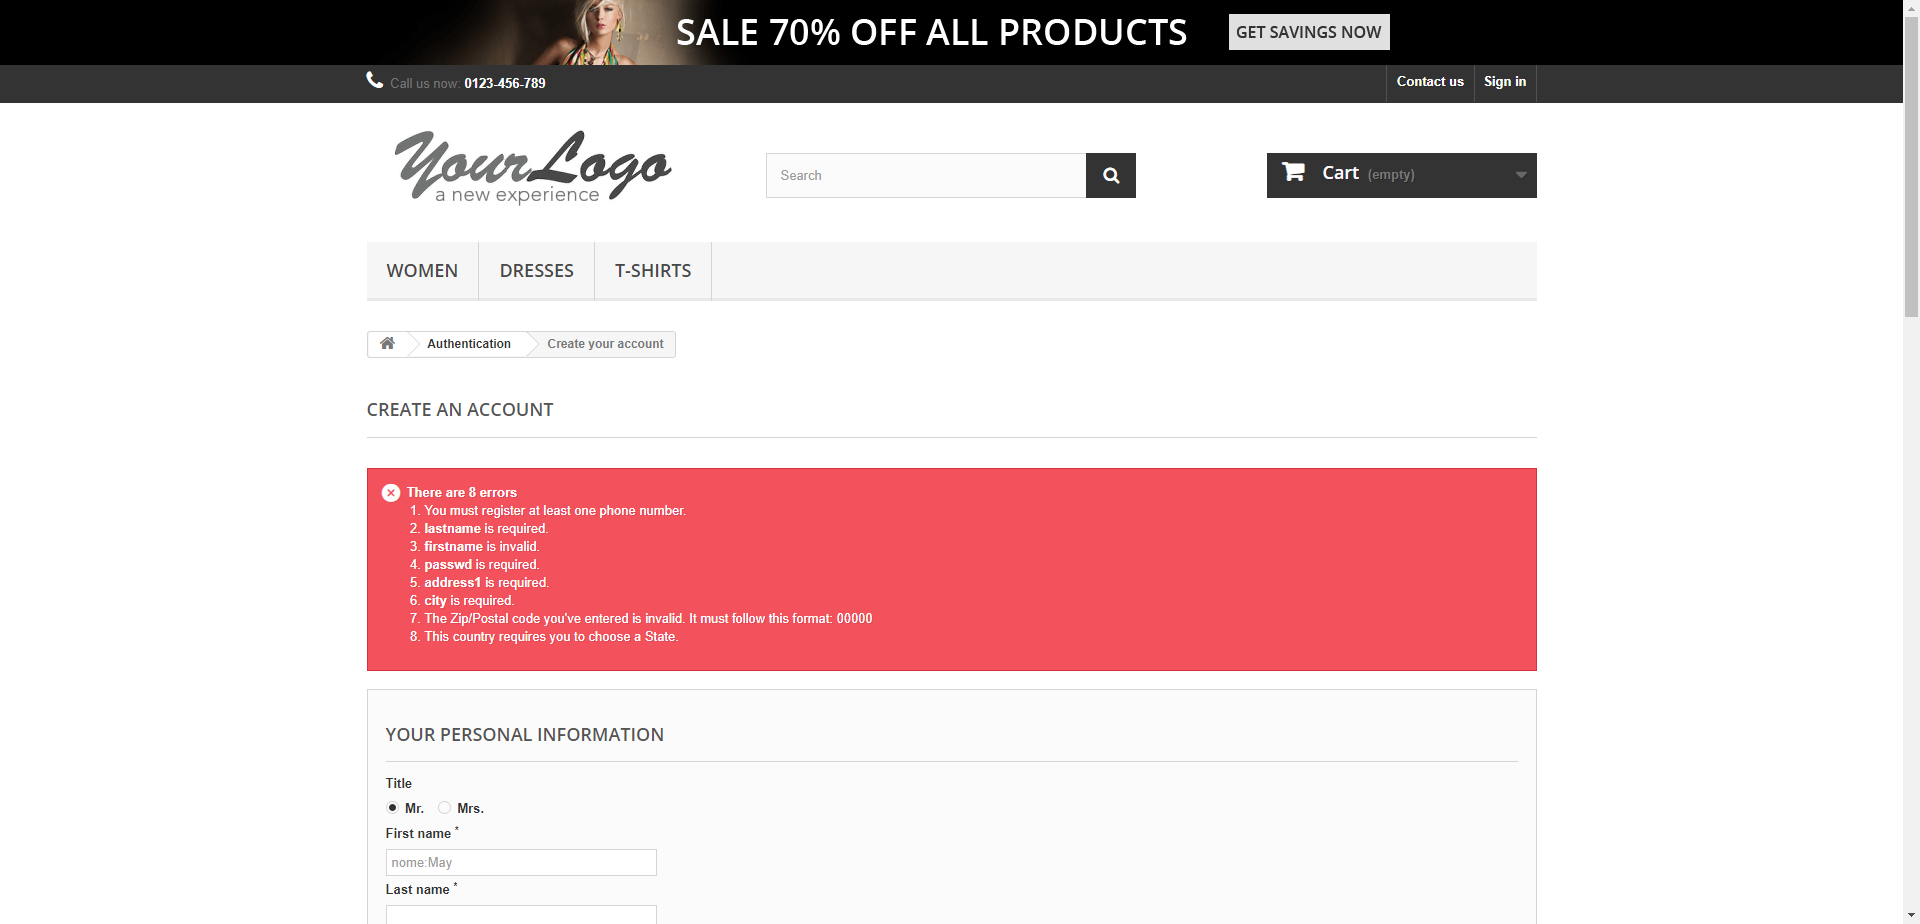 SALE 70% OFF ALL PRODUCTS GET SAVINGS NOW
Call us now: 0123-456-789 Contact us Sign in
YourLogo
a new experience
Search
Cart (empty)
WOMEN DRESSES T-SHIRTS
Authentication Create your account
CREATE AN ACCOUNT
There are 8 errors
1. You must register at least one phone number.
2. lastname is required.
3. firstname is invalid.
4. passwd is required.
5. address1 is required.
6. city is required.
7. The Zip/Postal code you've entered is invalid. It must follow this format: 00000
8. This country requires you to choose a State.
YOUR PERSONAL INFORMATION
Title
Mr. Mrs.
First name *
nome:May
Last name *